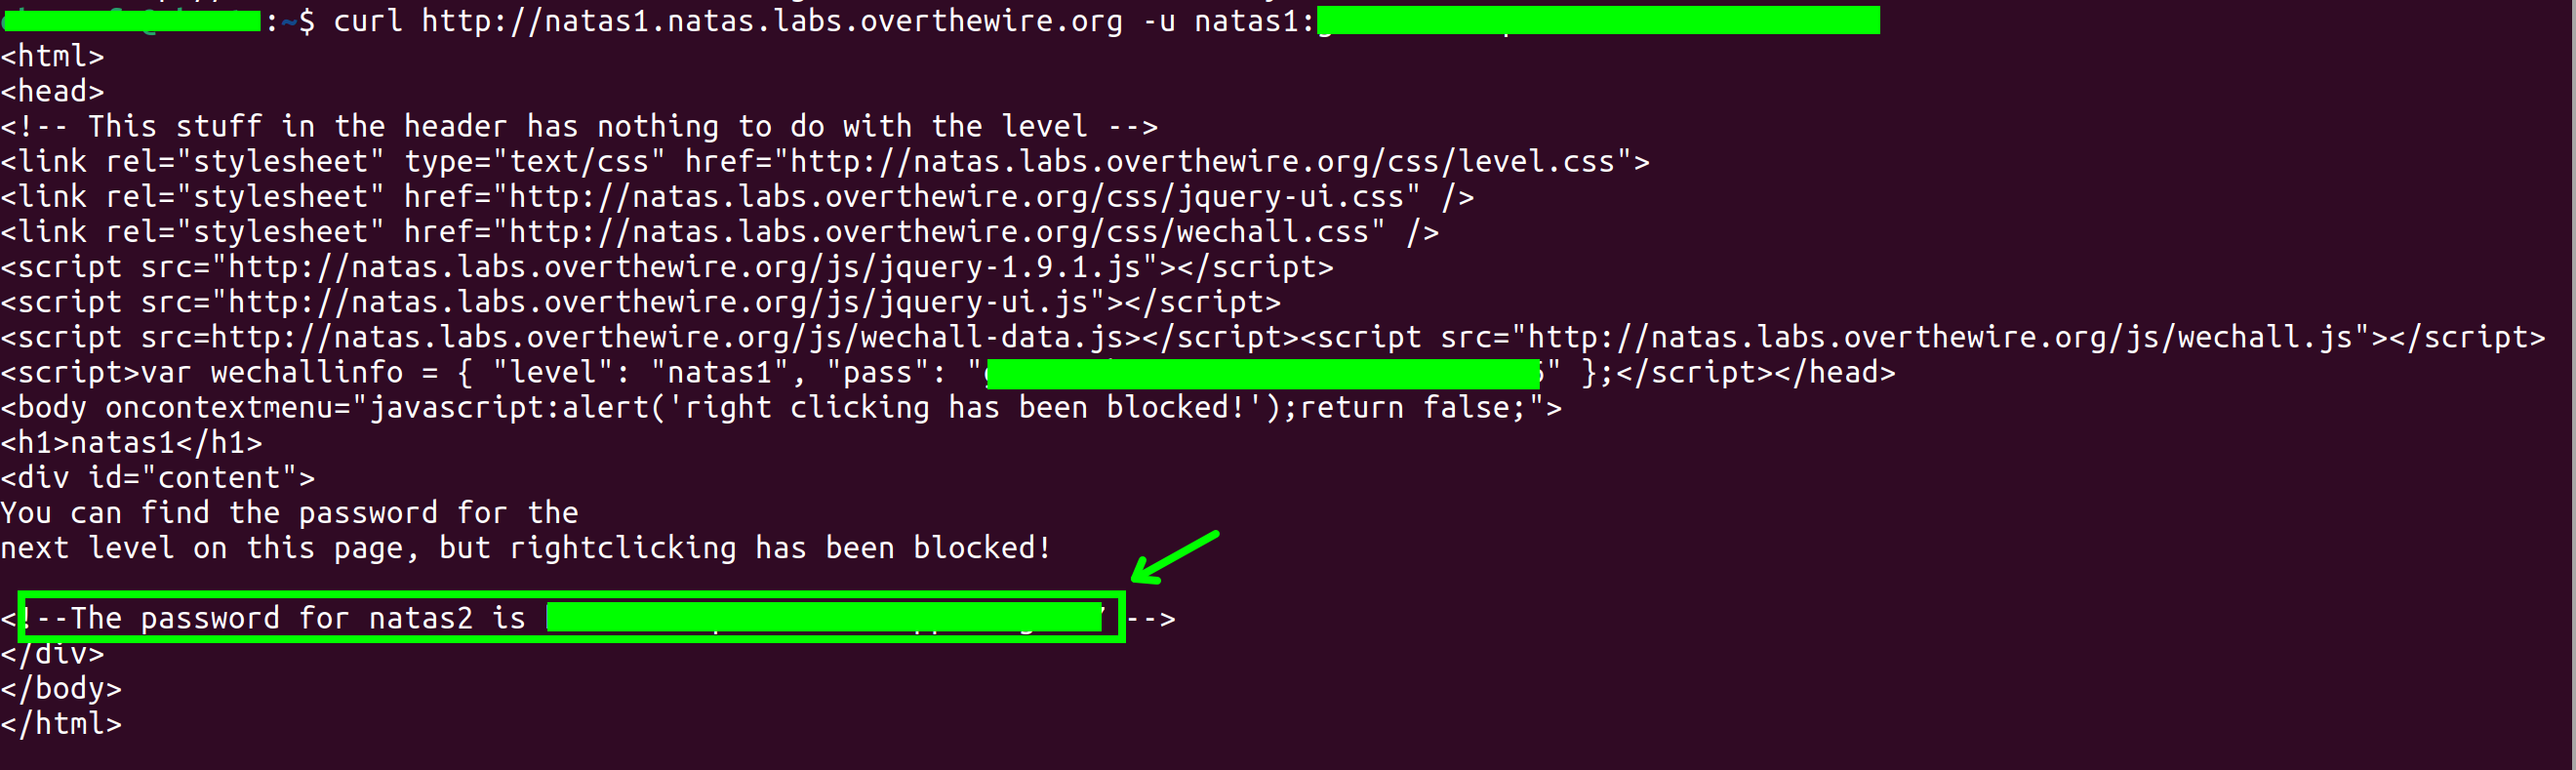 :~$ curl http://natas1.natas.labs.overthewire.org -u natas1:
<html>
<head>
<!-- This stuff in the header has nothing to do with the level -->
<link rel="stylesheet" type="text/css" href="http://natas.labs.overthewire.org/css/level.css">
<link rel="stylesheet" href="http://natas.labs.overthewire.org/css/jquery-ui.css" />
<link rel="stylesheet" href="http://natas.labs.overthewire.org/css/wechall.css" />
<script src="http://natas.labs.overthewire.org/js/jquery-1.9.1.js"></script>
<script src="http://natas.labs.overthewire.org/js/jquery-ui.js"></script>
<script src=http://natas.labs.overthewire.org/js/wechall-data.js></script><script src="http://natas.labs.overthewire.org/js/wechall.js"></script>
<script>var wechallinfo = { "level": "natas1", "pass": "" };</script></head>
<body oncontextmenu="javascript:alert('right clicking has been blocked!');return false;">
<h1>natas1</h1>
<div id="content">
You can find the password for the
next level on this page, but rightclicking has been blocked!
<!--The password for natas2 is -->
</div>
</body>
</html>